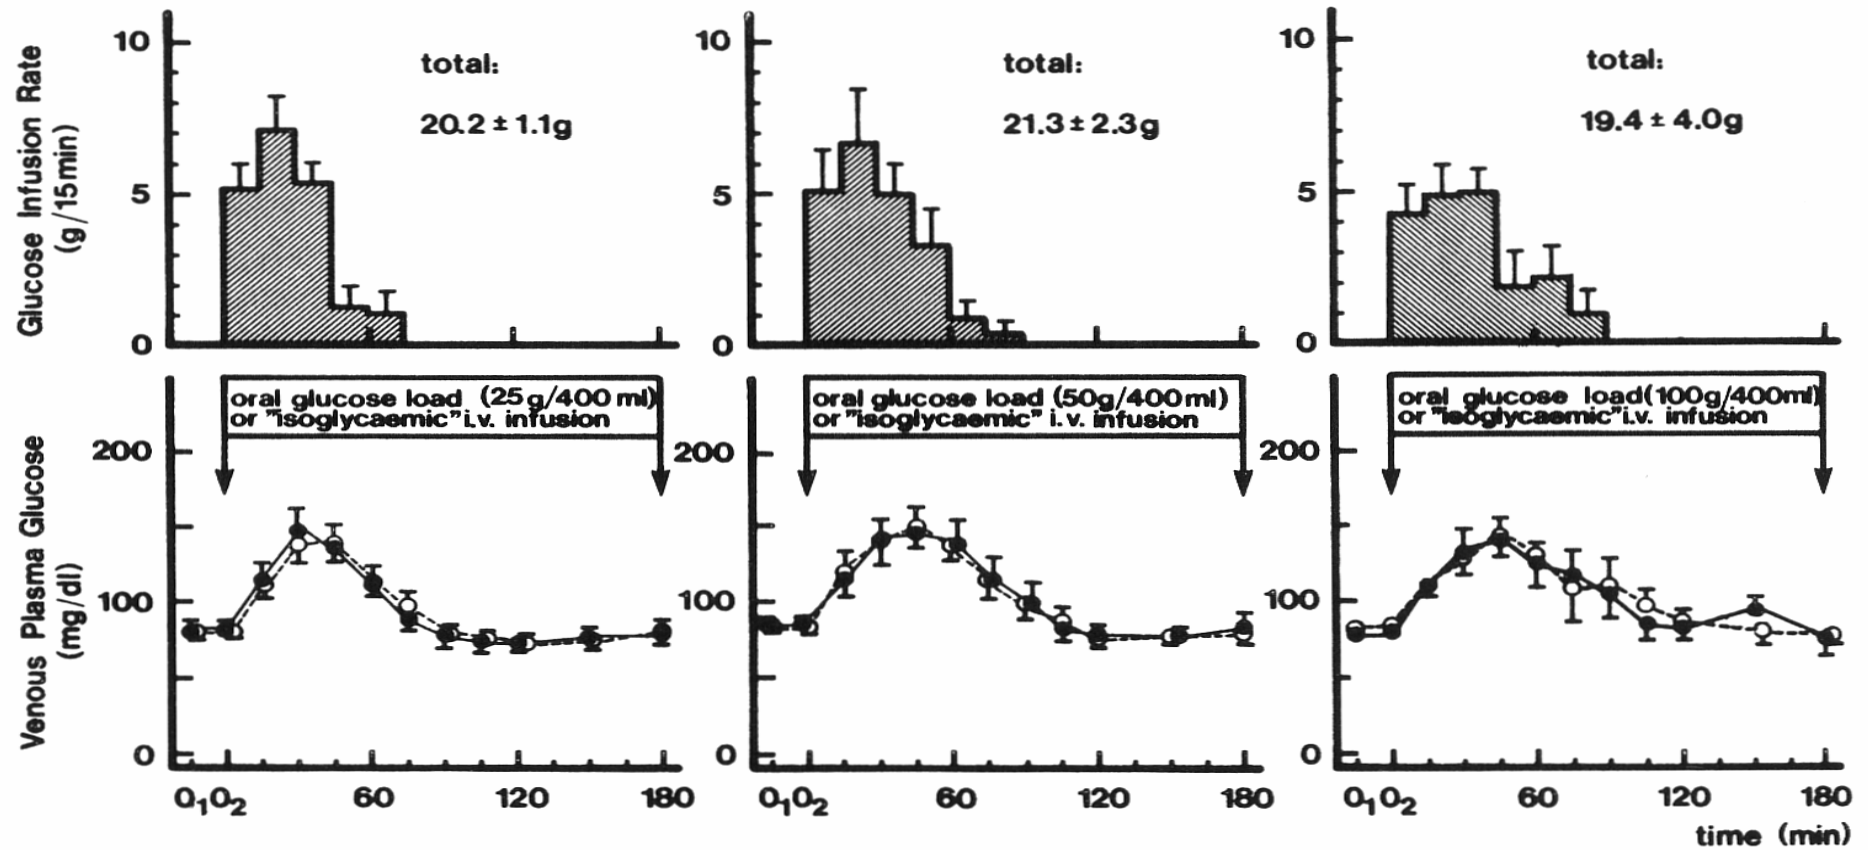 Glucose Infusion Rate
(g/15min)
10
5
0
total:
20.2 ± 1.1g
10
5
0
total:
21.3 ± 2.3g
10
5
0
total:
19.4 ± 4.0g
Venous Plasma Glucose
(mg/dl)
200
100
0
oral glucose load (25g/400ml)
or "isoglycaemic" i.v. infusion
0₁0₂ 60 120 180
200
100
0
oral glucose load (50g/400ml)
or "isoglycaemic" i.v. infusion
0₁0₂ 60 120 180
200
100
0
oral glucose load (100g/400ml)
or "isoglycaemic" i.v. infusion
0₁0₂ 60 120 180
time (min)